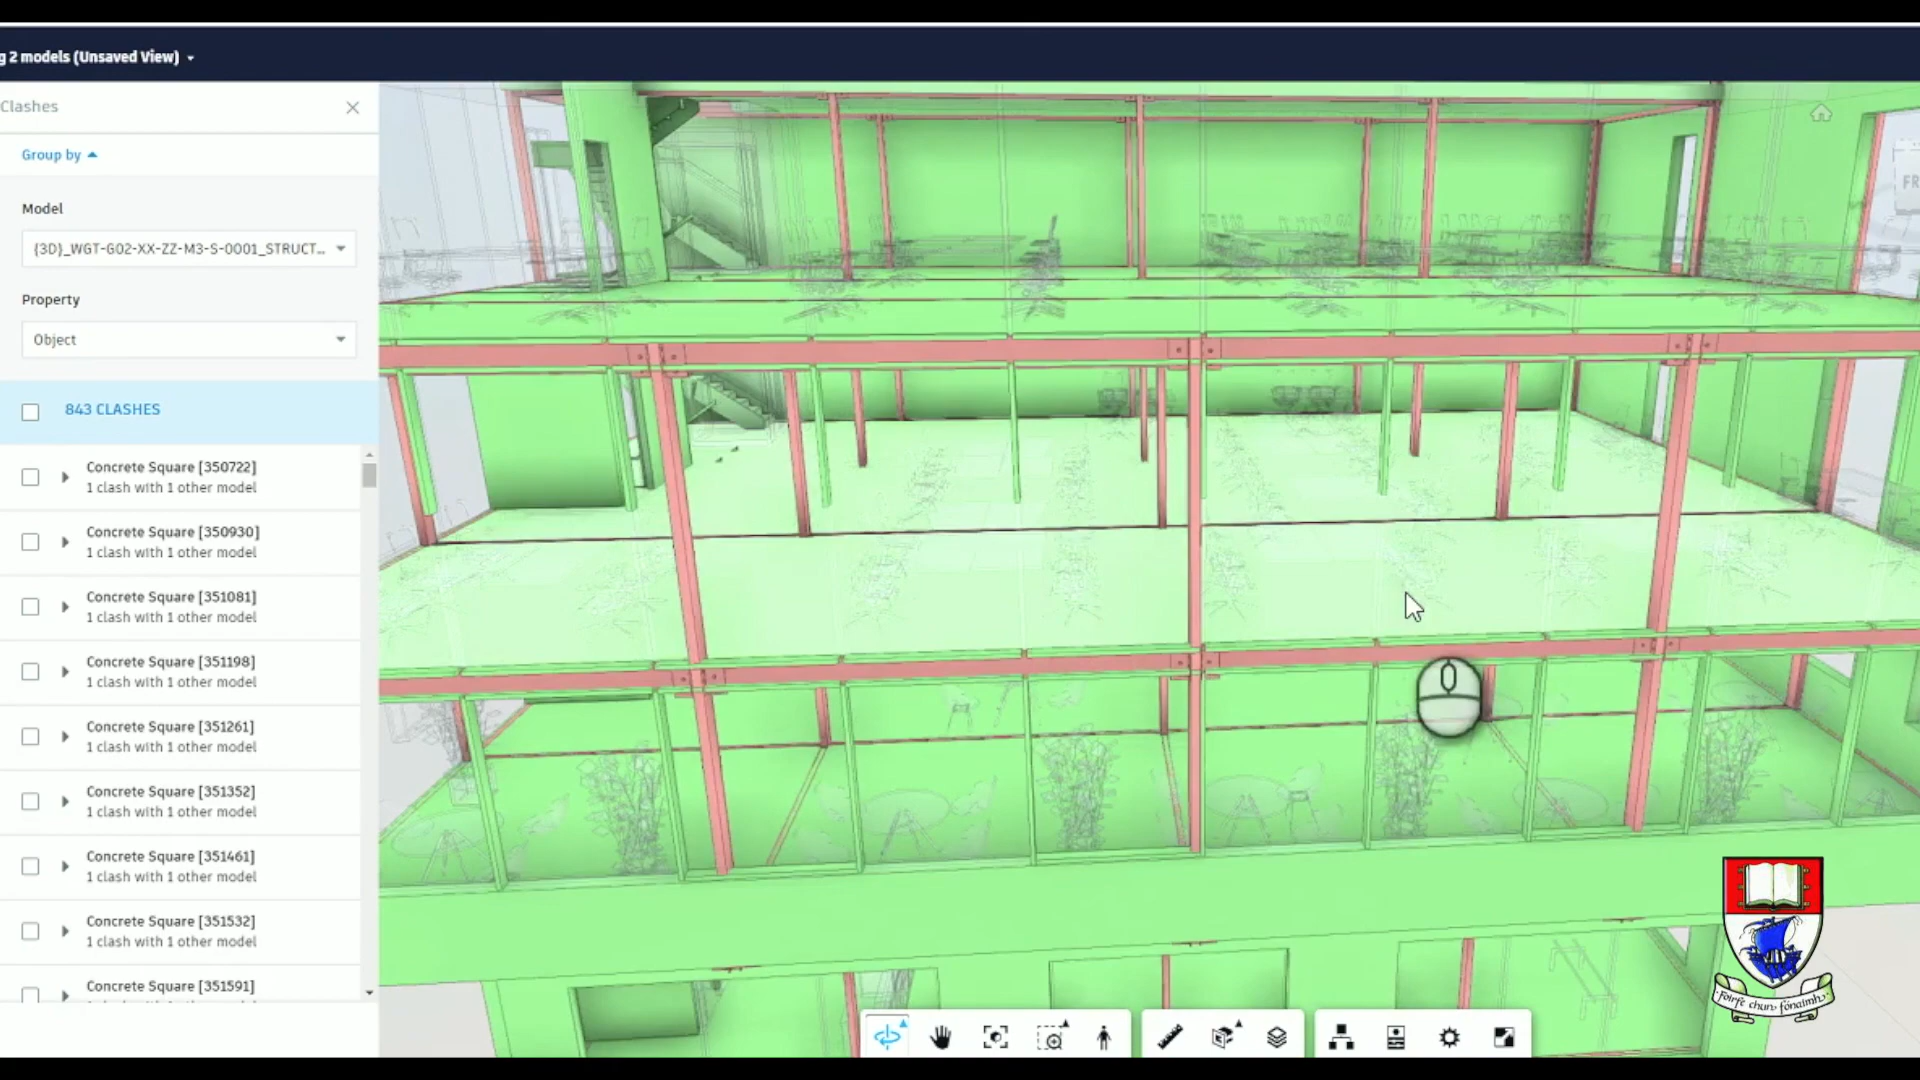 g 2 models (Unsaved View)
Clashes
Group by
Model
{3D}_WGT-G02-XX-ZZ-M3-S-0001_STRUCT...
Property
Object
843 CLASHES
Concrete Square [350722]
1 clash with 1 other model
Concrete Square [350930]
1 clash with 1 other model
Concrete Square [351081]
1 clash with 1 other model
Concrete Square [351198]
1 clash with 1 other model
Concrete Square [351261]
1 clash with 1 other model
Concrete Square [351352]
1 clash with 1 other model
Concrete Square [351461]
1 clash with 1 other model
Concrete Square [351532]
1 clash with 1 other model
Concrete Square [351591]
FR
Foirfe chun fónaimh